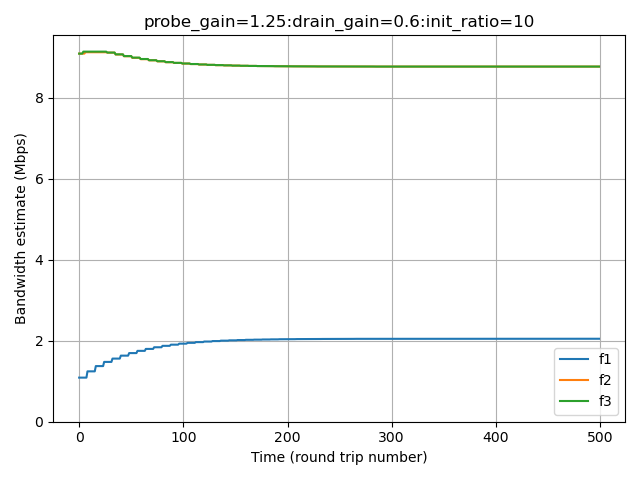 probe_gain=1.25:drain_gain=0.6:init_ratio=10
Bandwidth estimate (Mbps)
8
6
4
2
0
0 100 200 300 400 500
Time (round trip number)
f1
f2
f3